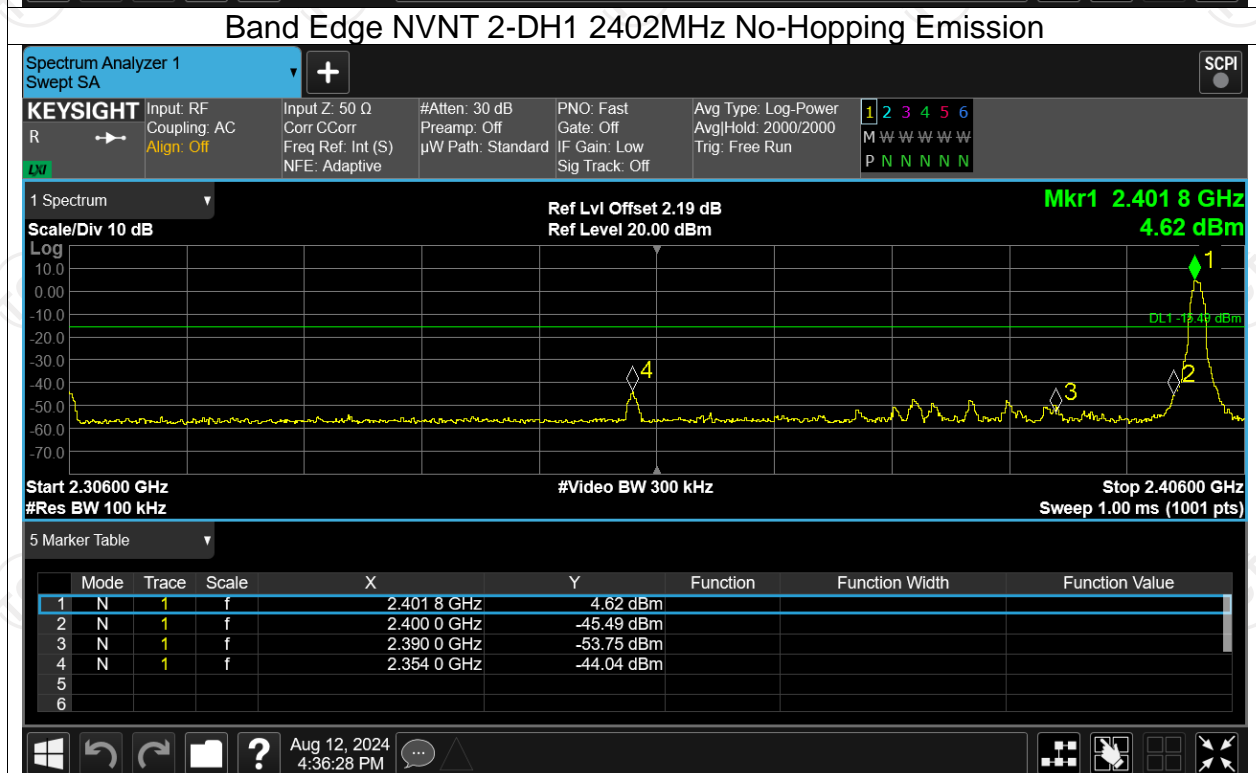 Band Edge NVNT 2-DH1 2402MHz No-Hopping Emission
Spectrum Analyzer 1
Swept SA
+
SCPI
KEYSIGHT Input: RF Input Z: 50 Ω #Atten: 30 dB PNO: Fast Avg Type: Log-Power 1 2 3 4 5 6
R Coupling: AC Corr CCorr Preamp: Off Gate: Off Avg|Hold: 2000/2000 M W W W W W
Align: Off Freq Ref: Int (S) µW Path: Standard IF Gain: Low Trig: Free Run
LXI NFE: Adaptive Sig Track: Off P N N N N N
1 Spectrum
Ref Lvl Offset 2.19 dB
Mkr1 2.401 8 GHz
Scale/Div 10 dB
Ref Level 20.00 dBm
4.62 dBm
Log
1
10.0
0.00
-10.0
DL1 -15.49 dBm
-20.0
-30.0
4
2
-40.0
3
-50.0
-60.0
-70.0
Start 2.30600 GHz #Video BW 300 kHz Stop 2.40600 GHz
#Res BW 100 kHz Sweep 1.00 ms (1001 pts)
5 Marker Table
Mode Trace Scale X Y Function Function Width Function Value
1 N 1 f 2.401 8 GHz 4.62 dBm
2 N 1 f 2.400 0 GHz -45.49 dBm
3 N 1 f 2.390 0 GHz -53.75 dBm
4 N 1 f 2.354 0 GHz -44.04 dBm
5
6
?
Aug 12, 2024
4:36:28 PM